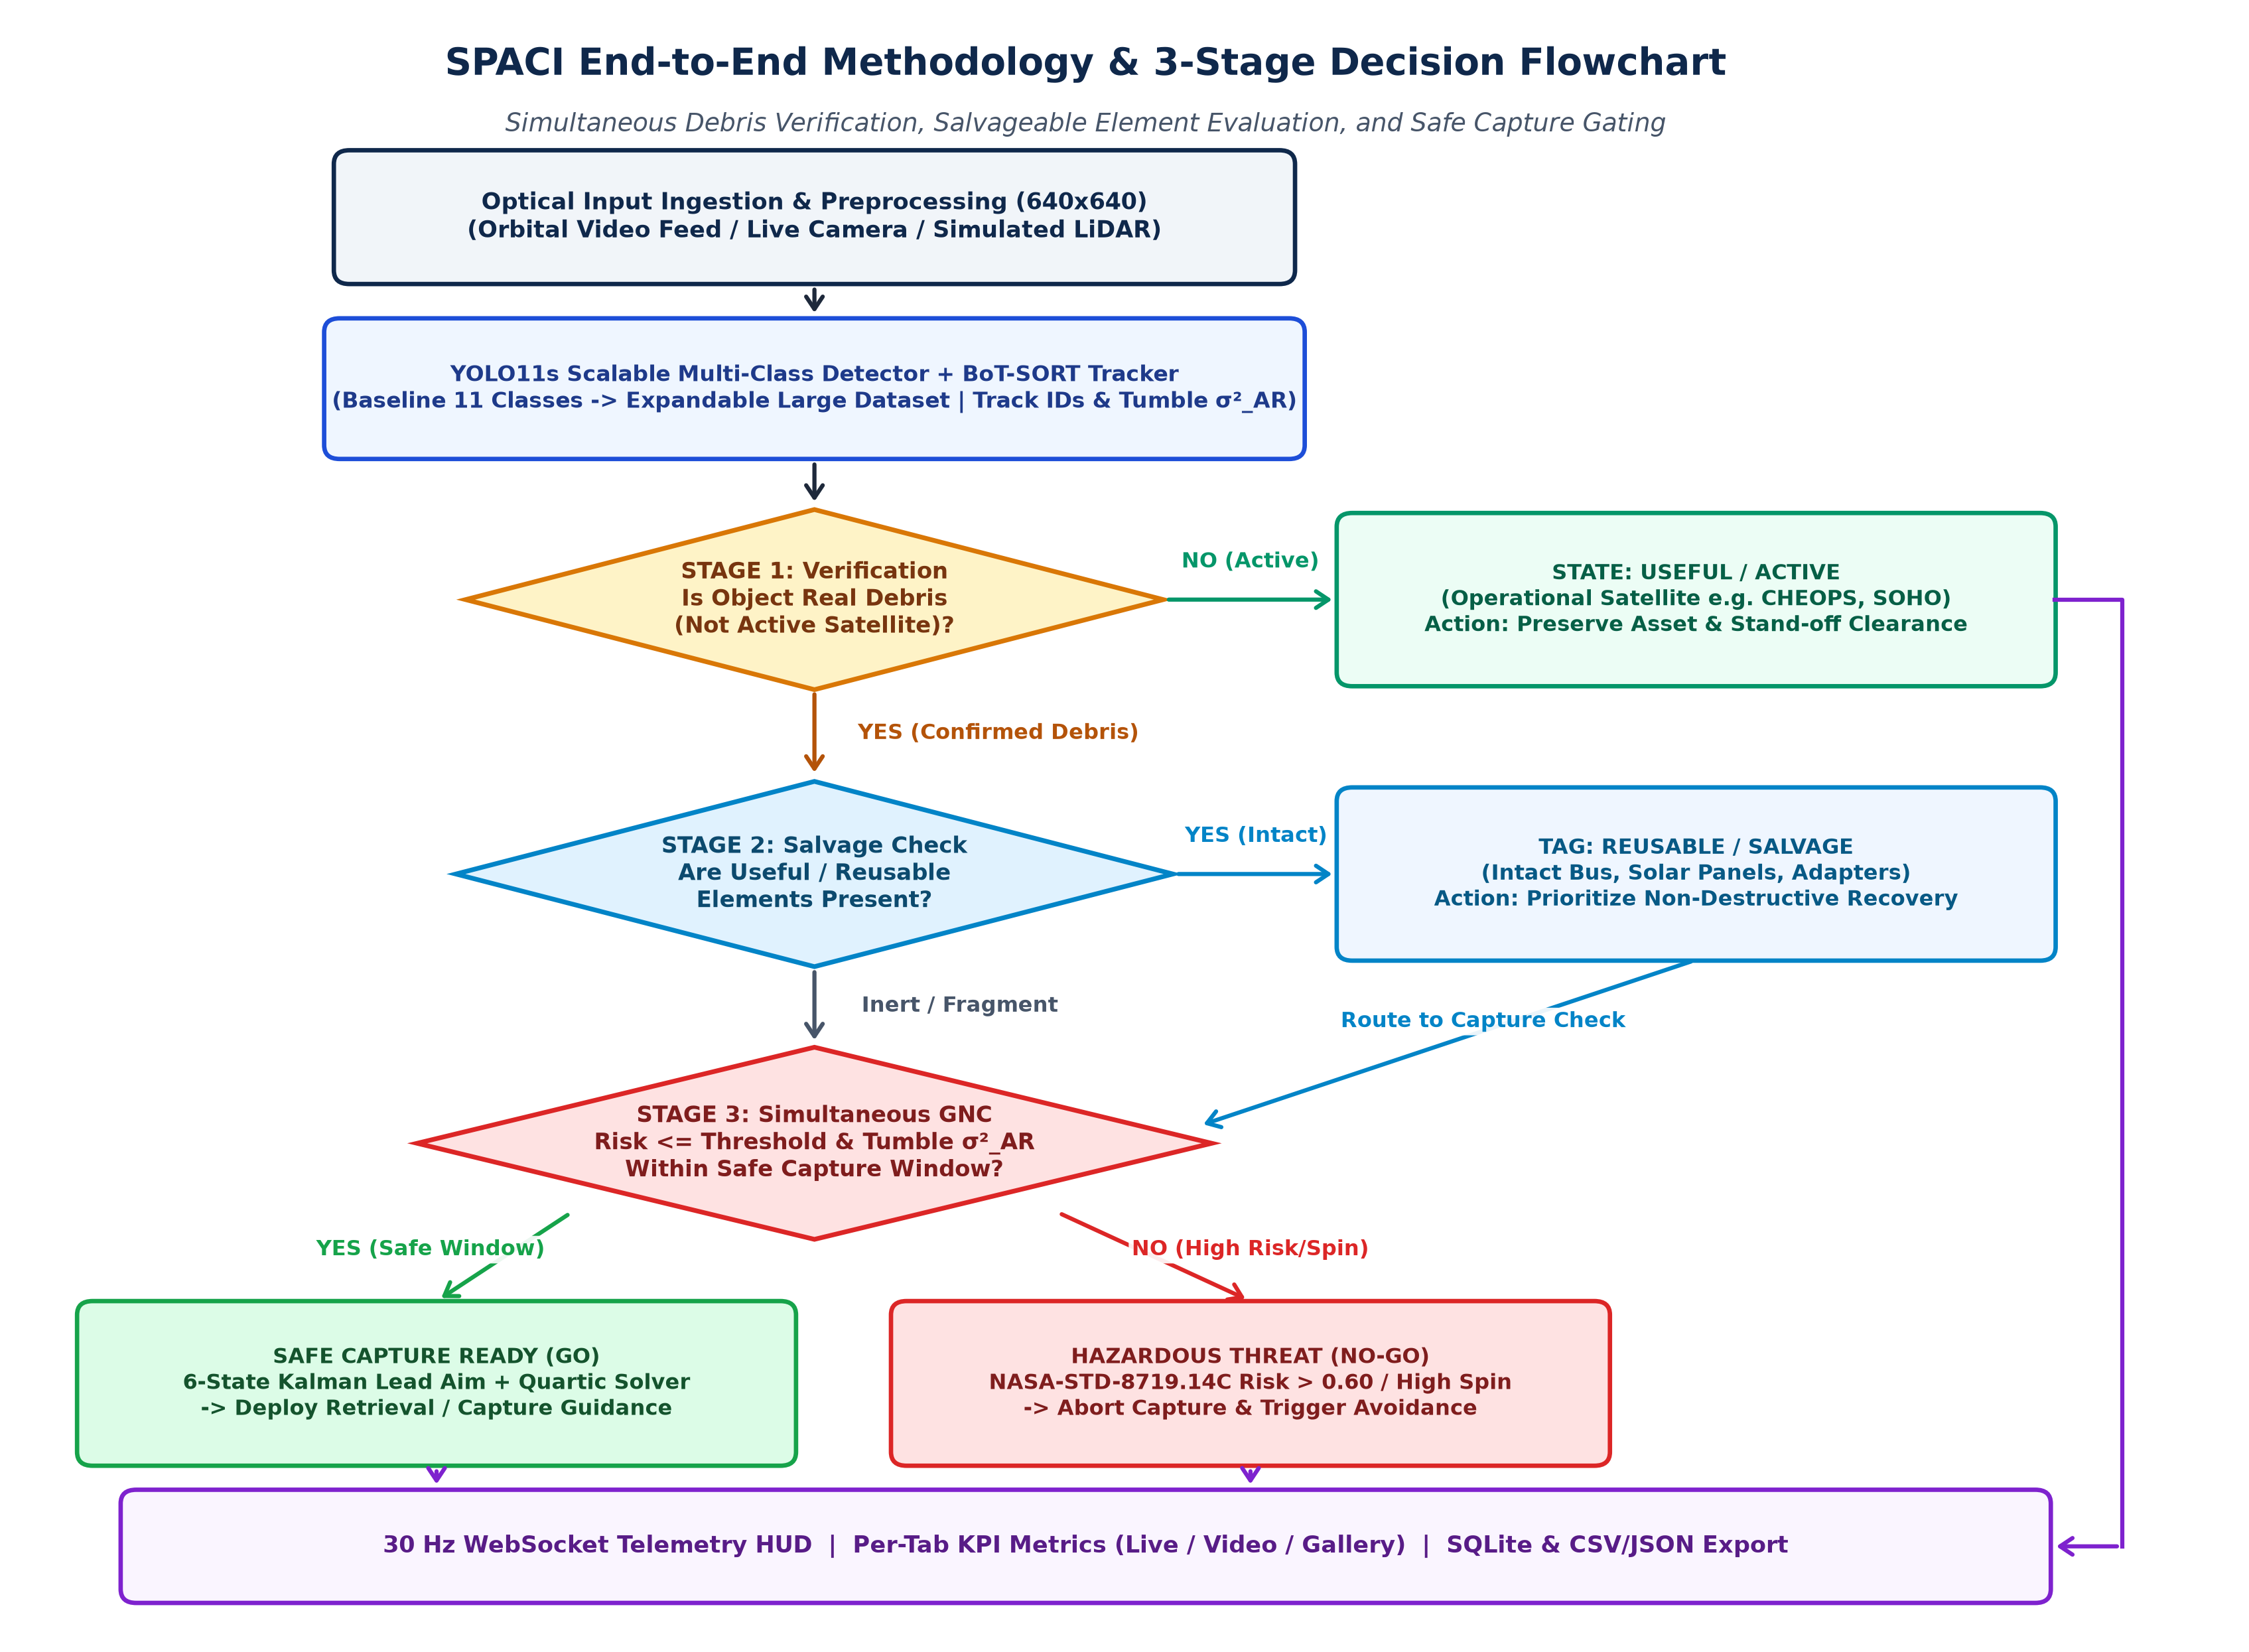 SPACI End-to-End Methodology & 3-Stage Decision Flowchart
Simultaneous Debris Verification, Salvageable Element Evaluation, and Safe Capture Gating
Optical Input Ingestion & Preprocessing (640x640)
(Orbital Video Feed / Live Camera / Simulated LiDAR)
YOLO11s Scalable Multi-Class Detector + BoT-SORT Tracker
(Baseline 11 Classes -> Expandable Large Dataset | Track IDs & Tumble σ²_AR)
STAGE 1: Verification
Is Object Real Debris
(Not Active Satellite)?
NO (Active)
STATE: USEFUL / ACTIVE
(Operational Satellite e.g. CHEOPS, SOHO)
Action: Preserve Asset & Stand-off Clearance
YES (Confirmed Debris)
STAGE 2: Salvage Check
Are Useful / Reusable
Elements Present?
YES (Intact)
TAG: REUSABLE / SALVAGE
(Intact Bus, Solar Panels, Adapters)
Action: Prioritize Non-Destructive Recovery
Inert / Fragment
Route to Capture Check
STAGE 3: Simultaneous GNC
Risk <= Threshold & Tumble σ²_AR
Within Safe Capture Window?
YES (Safe Window)
NO (High Risk/Spin)
SAFE CAPTURE READY (GO)
6-State Kalman Lead Aim + Quartic Solver
-> Deploy Retrieval / Capture Guidance
HAZARDOUS THREAT (NO-GO)
NASA-STD-8719.14C Risk > 0.60 / High Spin
-> Abort Capture & Trigger Avoidance
30 Hz WebSocket Telemetry HUD | Per-Tab KPI Metrics (Live / Video / Gallery) | SQLite & CSV/JSON Export